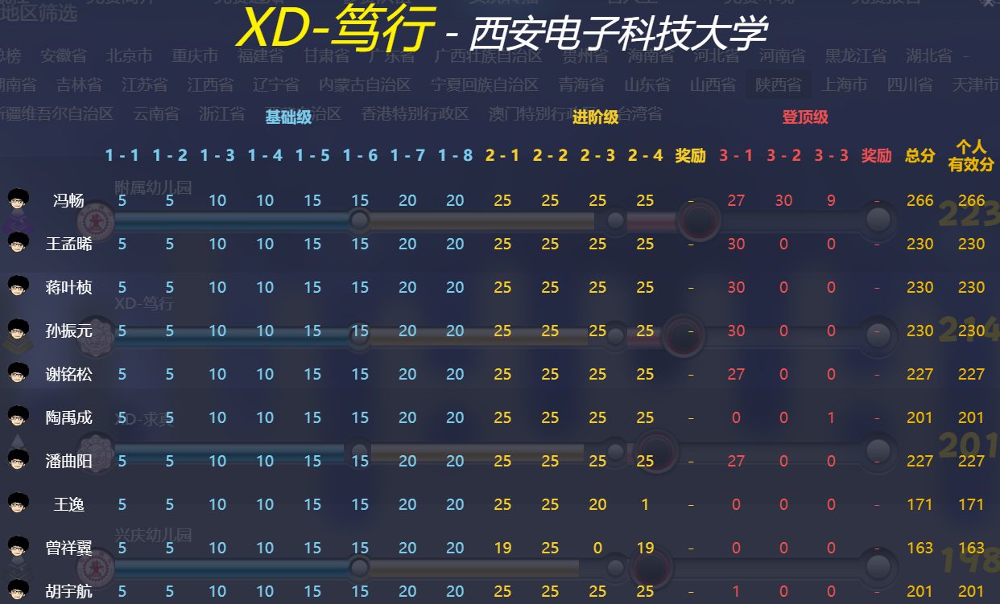 地区筛选
XD-笃行 - 西安电子科技大学
安徽省 北京市 重庆市 福建省 甘肃省 广东省 广西壮族自治区 贵州省 海南省 河北省 河南省 黑龙江省 湖北省
吉林省 江苏省 江西省 辽宁省 内蒙古自治区 宁夏回族自治区 青海省 山东省 山西省 陕西省 上海市 四川省 天津市
新疆维吾尔自治区 云南省 浙江省 香港特别行政区 澳门特别行政区 台湾省
基础级 进阶级 登顶级
1-1 1-2 1-3 1-4 1-5 1-6 1-7 1-8 2-1 2-2 2-3 2-4 奖励 3-1 3-2 3-3 奖励 总分 个人有效分
附属幼儿园
冯畅 5 5 10 10 15 15 20 20 25 25 25 25 - 27 30 9 - 266 266
223
王孟晞 5 5 10 10 15 15 20 20 25 25 25 25 - 30 0 0 - 230 230
蒋叶桢 5 5 10 10 15 15 20 20 25 25 25 25 - 30 0 0 - 230 230
XD-笃行
孙振元 5 5 10 10 15 15 20 20 25 25 25 25 - 30 0 0 - 230 230
214
谢铭松 5 5 10 10 15 15 20 20 25 25 25 25 - 27 0 0 - 227 227
陶禹成 5 5 10 10 15 15 20 20 25 25 25 25 - 0 0 1 - 201 201
XD-求真
201
潘曲阳 5 5 10 10 15 15 20 20 25 25 25 25 - 27 0 0 - 227 227
王逸 5 5 10 10 15 15 20 20 25 25 20 1 - 0 0 0 - 171 171
兴庆幼儿园
曾祥翼 5 5 10 10 15 15 20 20 19 25 0 19 - 0 0 0 - 163 163
198
胡宇航 5 5 10 10 15 15 20 20 25 25 25 25 - 1 0 0 - 201 201